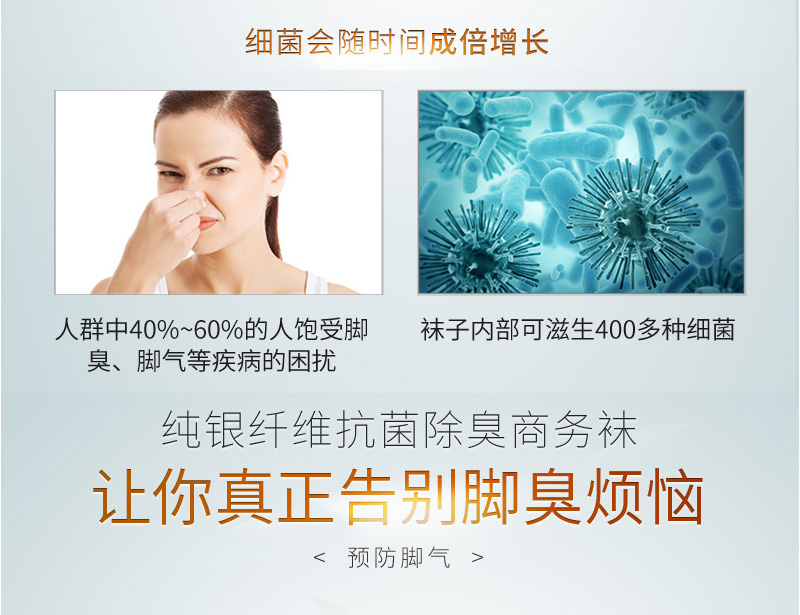 细菌会随时间成倍增长
人群中40%~60%的人饱受脚
臭、脚气等疾病的困扰
袜子内部可滋生400多种细菌
纯银纤维抗菌除臭商务袜
让你真正告别脚臭烦恼
< 预防脚气 >